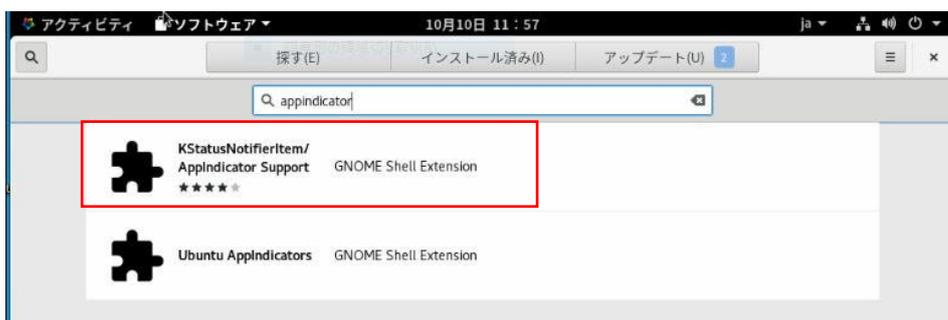 アクティビティ ソフトウェア 10月10日 11：57 ja
探す(E) インストール済み(I) アップデート(U) 2
appindicator
KStatusNotifierItem/
AppIndicator Support GNOME Shell Extension
Ubuntu AppIndicators GNOME Shell Extension